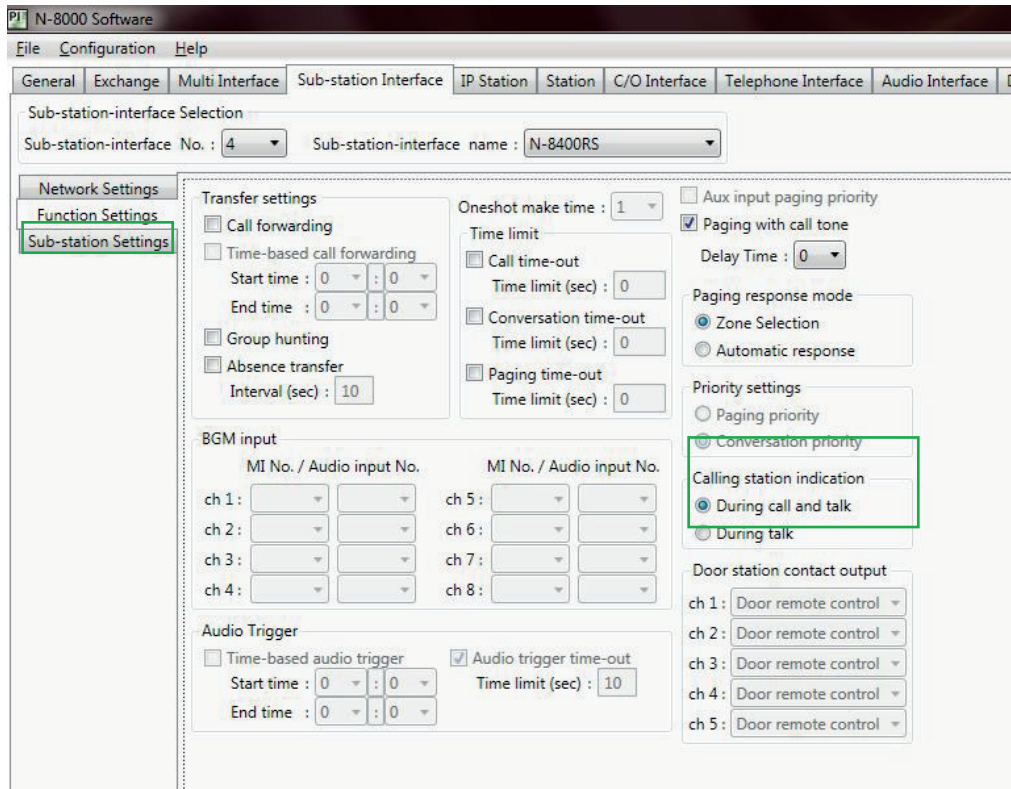 PI N-8000 Software
File Configuration Help
General Exchange Multi Interface Sub-station Interface IP Station Station C/O Interface Telephone Interface Audio Interface
Sub-station-interface Selection
Sub-station-interface No. : 4 Sub-station-interface name : N-8400RS
Network Settings
Function Settings
Sub-station Settings
Transfer settings
Call forwarding
Time-based call forwarding
Start time : 0 : 0
End time : 0 : 0
Group hunting
Absence transfer
Interval (sec) : 10
Oneshot make time : 1
Time limit
Call time-out
Time limit (sec) : 0
Conversation time-out
Time limit (sec) : 0
Paging time-out
Time limit (sec) : 0
Aux input paging priority
Paging with call tone
Delay Time : 0
Paging response mode
Zone Selection
Automatic response
Priority settings
Paging priority
Conversation priority
Calling station indication
During call and talk
During talk
BGM input
MI No. / Audio input No. MI No. / Audio input No.
ch 1 : ch 5 :
ch 2 : ch 6 :
ch 3 : ch 7 :
ch 4 : ch 8 :
Door station contact output
ch 1 : Door remote control
ch 2 : Door remote control
ch 3 : Door remote control
ch 4 : Door remote control
ch 5 : Door remote control
Audio Trigger
Time-based audio trigger
Start time : 0 : 0
End time : 0 : 0
Audio trigger time-out
Time limit (sec) : 10